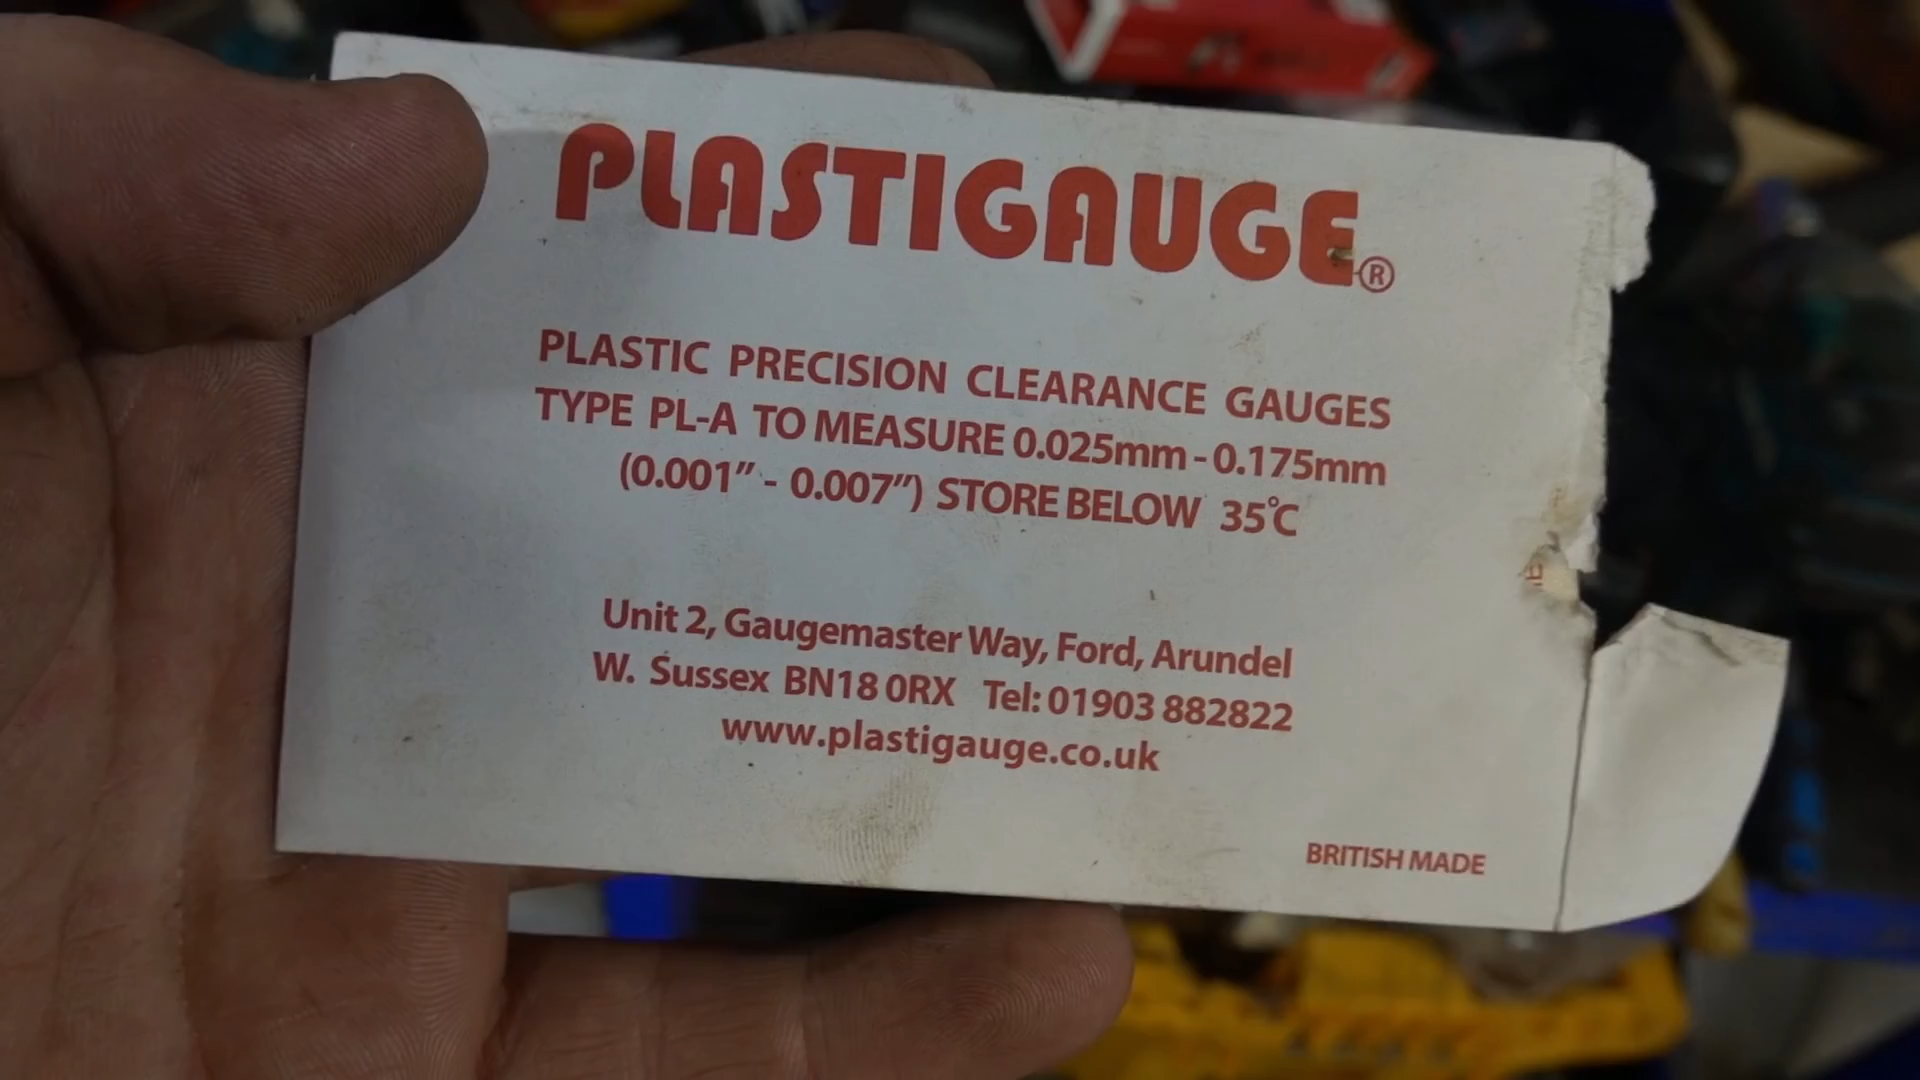 PLASTIGAUGE®
PLASTIC PRECISION CLEARANCE GAUGES
TYPE PL-A TO MEASURE 0.025mm - 0.175mm
(0.001" - 0.007") STORE BELOW 35°C
Unit 2, Gaugemaster Way, Ford, Arundel
W. Sussex BN18 0RX Tel: 01903 882822
www.plastigauge.co.uk
BRITISH MADE